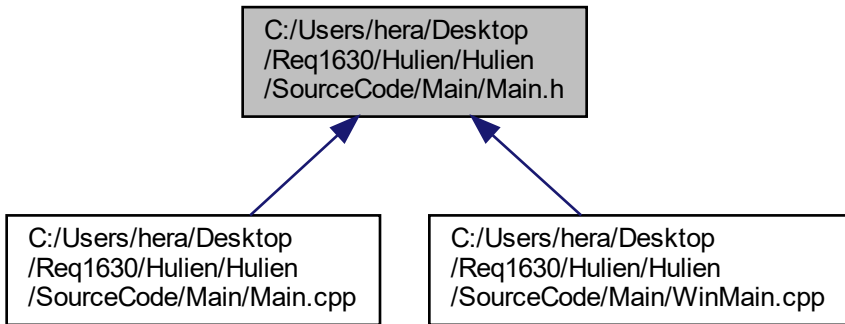 C:/Users/hera/Desktop
/Req1630/Hulien/Hulien
/SourceCode/Main/Main.h
C:/Users/hera/Desktop
/Req1630/Hulien/Hulien
/SourceCode/Main/Main.cpp
C:/Users/hera/Desktop
/Req1630/Hulien/Hulien
/SourceCode/Main/WinMain.cpp